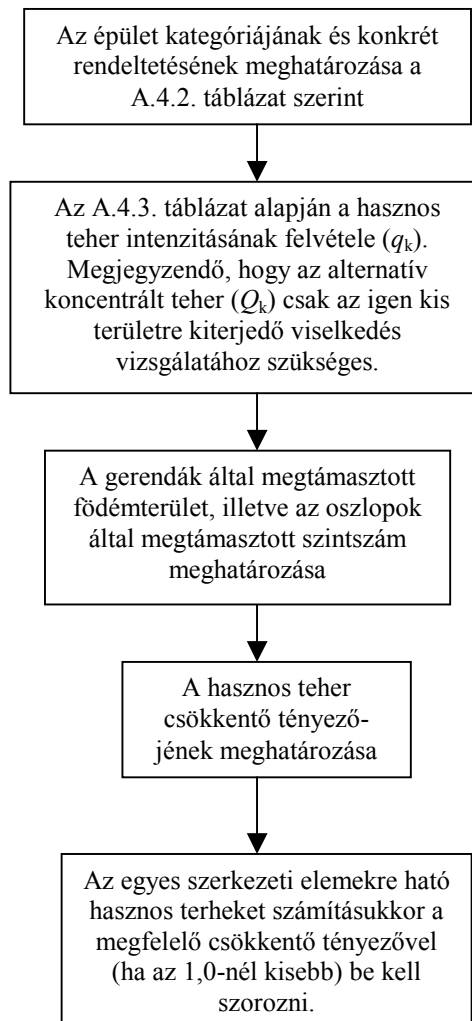 Az épület kategóriájának és konkrét
rendeltetésének meghatározása a
A.4.2. táblázat szerint
Az A.4.3. táblázat alapján a hasznos
teher intenzitásának felvétele (qk).
Megjegyzendő, hogy az alternatív
koncentrált teher (Qk) csak az igen kis
területre kiterjedő viselkedés
vizsgálatához szükséges.
A gerendák által megtámasztott
födémterület, illetve az oszlopok
által megtámasztott szintszám
meghatározása
A hasznos teher
csökkentő tényező-
jének meghatározása
Az egyes szerkezeti elemekre ható
hasznos terheket számításukkor a
megfelelő csökkentő tényezővel
(ha az 1,0-nél kisebb) be kell
szorozni.